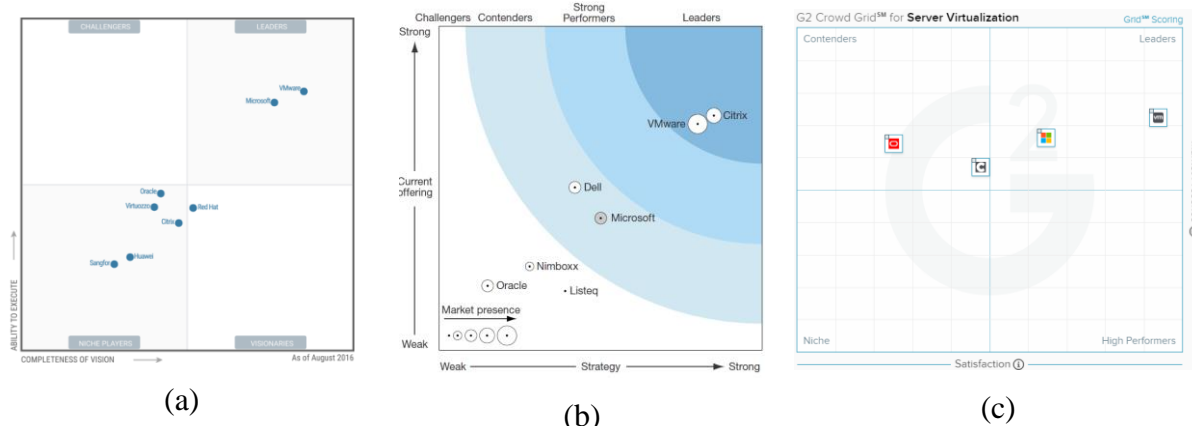 CHALLENGERS
LEADERS
VMware
Microsoft
Oracle
Virtuozzo
Red Hat
Citrix
Huawei
Sangfor
ABILITY TO EXECUTE
NICHE PLAYERS
VISIONARIES
COMPLETENESS OF VISION
As of August 2016
(a)
Challengers
Contenders
Strong
Performers
Leaders
Strong
Current
offering
Weak
VMware
Citrix
Dell
Microsoft
Nimboxx
Oracle
Listeq
Market presence
Weak
Strategy
Strong
(b)
G2 Crowd Grid℠ for Server Virtualization
Grid℠ Scoring
Contenders
Leaders
G2
vm
Niche
High Performers
Satisfaction
(c)